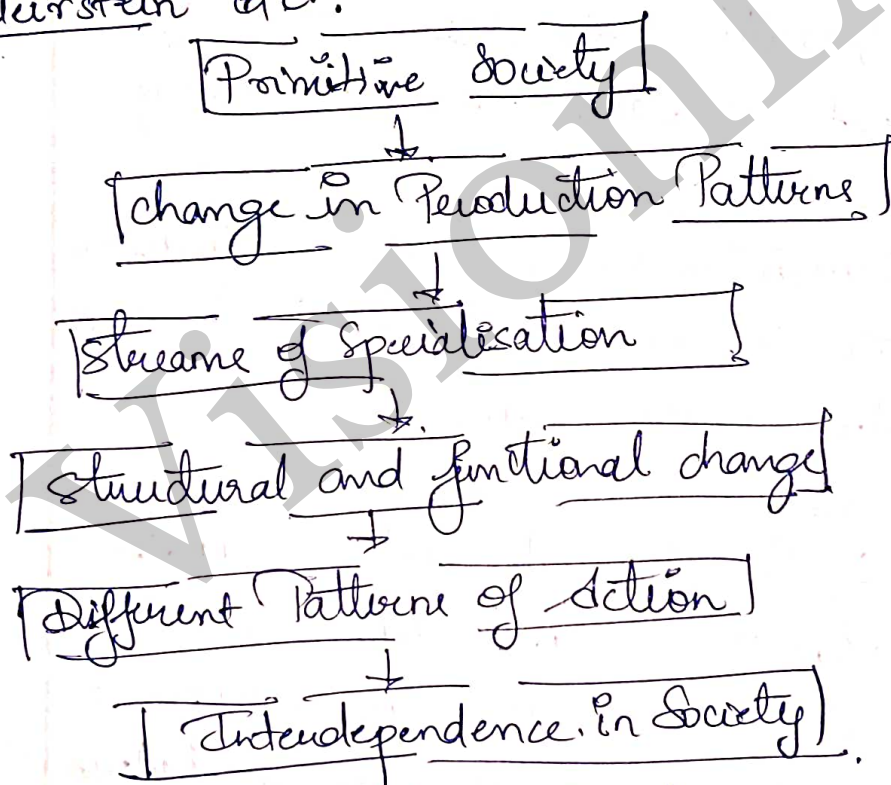 Primitive Society
change in Production Patterns
Streams of Specialisation
Structural and functional change
Different Patterns of Action
Interdependence in Society